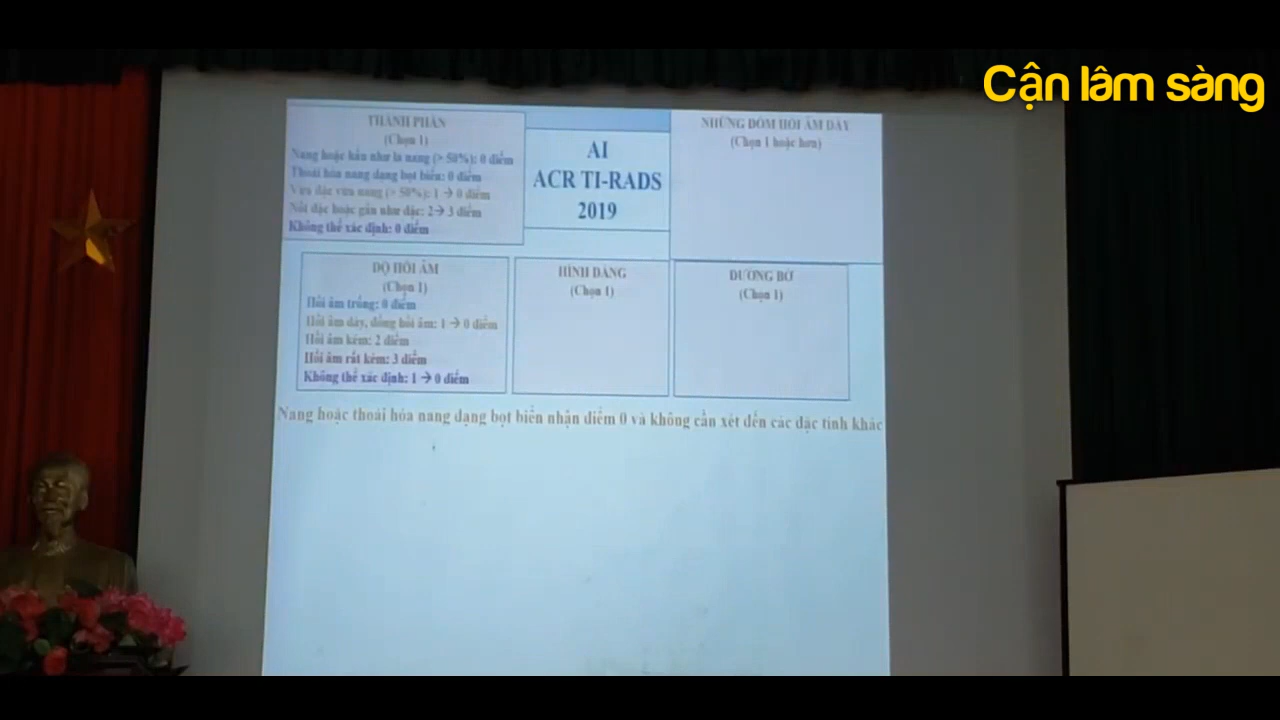 Cận lâm sàng
THÀNH PHẦN
(Chọn 1)
Nang hoặc hầu như là nang (> 50%): 0 điểm
Thoái hóa nang dạng bọt biển: 0 điểm
Vừa đặc vừa nang (> 50%): 1 → 0 điểm
Nốt đặc hoặc gần như đặc: 2→ 3 điểm
Không thể xác định: 0 điểm
AI
ACR TI-RADS
2019
NHỮNG ĐỐM HỒI ÂM DÀY
(Chọn 1 hoặc hơn)
ĐỘ HỒI ÂM
(Chọn 1)
Hồi âm trống: 0 điểm
Hồi âm dày, đồng hồi âm: 1 → 0 điểm
Hồi âm kém: 2 điểm
Hồi âm rất kém: 3 điểm
Không thể xác định: 1 → 0 điểm
HÌNH DẠNG
(Chọn 1)
ĐƯỜNG BỜ
(Chọn 1)
Nang hoặc thoái hóa nang dạng bọt biển nhận điểm 0 và không cần xét đến các đặc tính khác